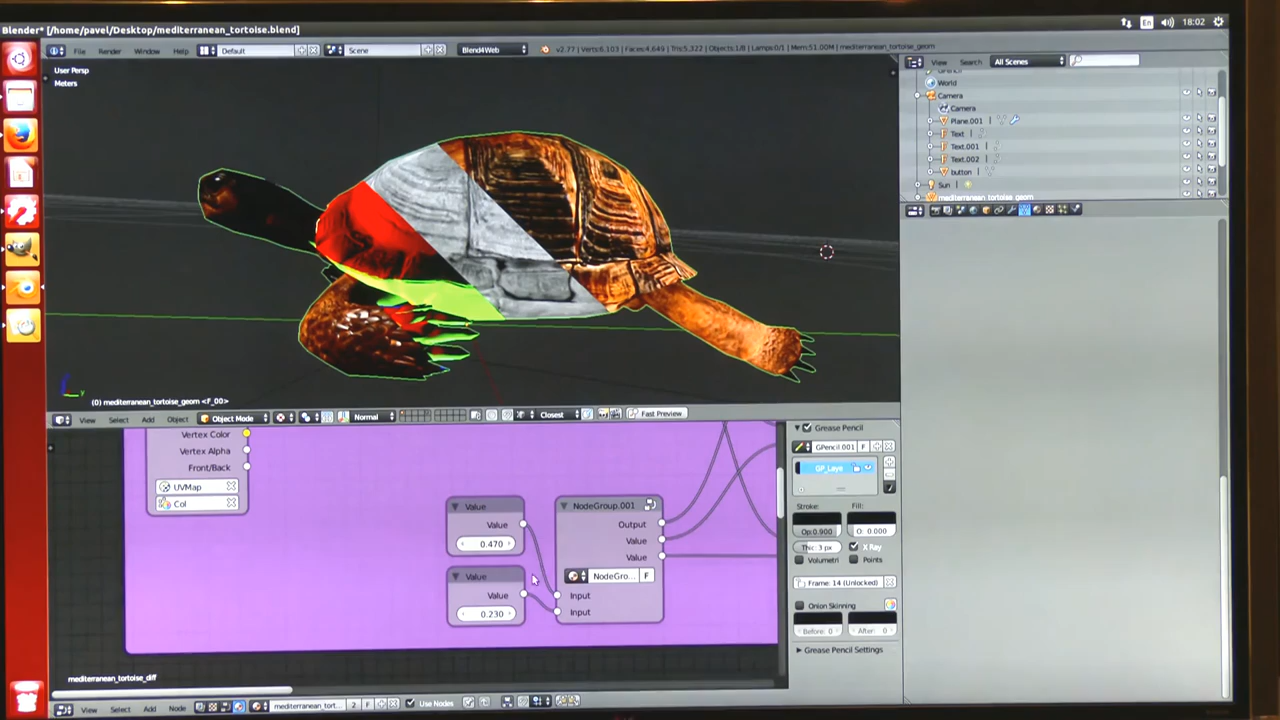 Blender* [/home/pavel/Desktop/mediterranean_tortoise.blend]
En 18:02
File Render Window Help Default Scene Blend4Web v2.77 | Verts:6,103 | Faces:4,649 | Tris:5,322 | Objects:1/8 | Lamps:0/1 | Mem:51.00M | mediterranean_tortoise_geom
View Search All Scenes
User Persp
Meters
World
Camera
Camera
Plane.001
Text
Text.001
Text.002
button
Sun
mediterranean_tortoise_geom
(0) mediterranean_tortoise_geom <F_00>
View Select Add Object Object Mode Normal Closest Fast Preview
Vertex Color
Vertex Alpha
Front/Back
UVMap
Col
Value
Value
0.470
Value
Value
0.230
NodeGroup.001
Output
Value
Value
NodeGro... F
Input
Input
Grease Pencil
GPencil.001 F
GP_Laye
Stroke: Fill:
Op:0.900 O: 0.000
Thic: 3 px X Ray
Volumetri Points
Frame: 14 (Unlocked)
Onion Skinning
Before: 0 After: 0
Grease Pencil Settings
mediterranean_tortoise_diff
View Select Add Node mediterranean_tort... 2 F Use Nodes